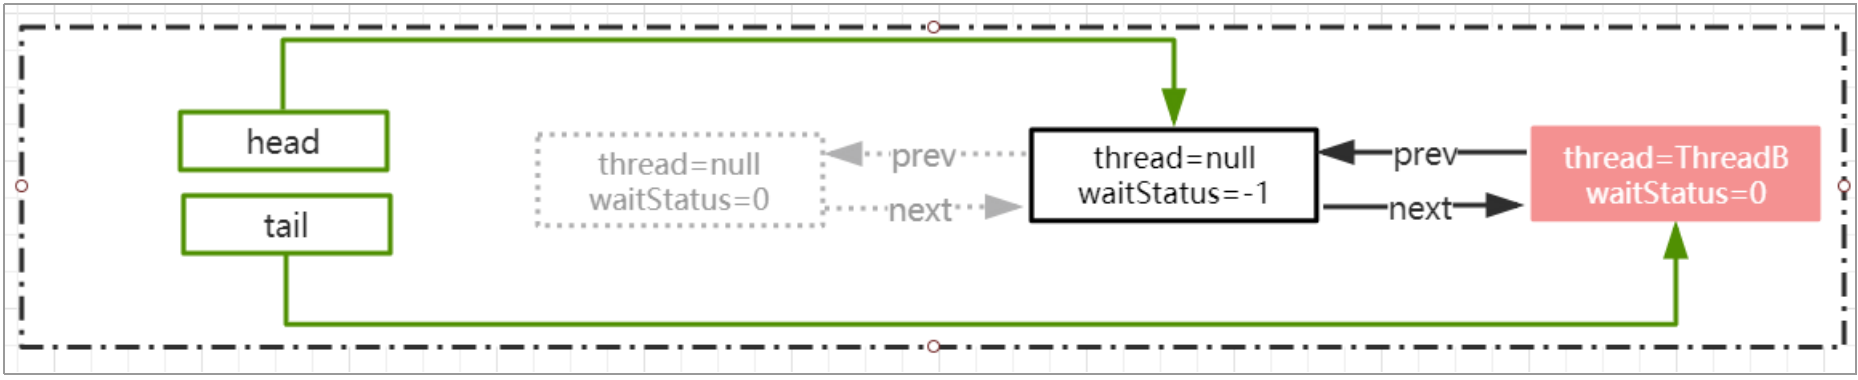 head
tail
thread=null
waitStatus=0
prev
next
thread=null
waitStatus=-1
prev
next
thread=ThreadB
waitStatus=0